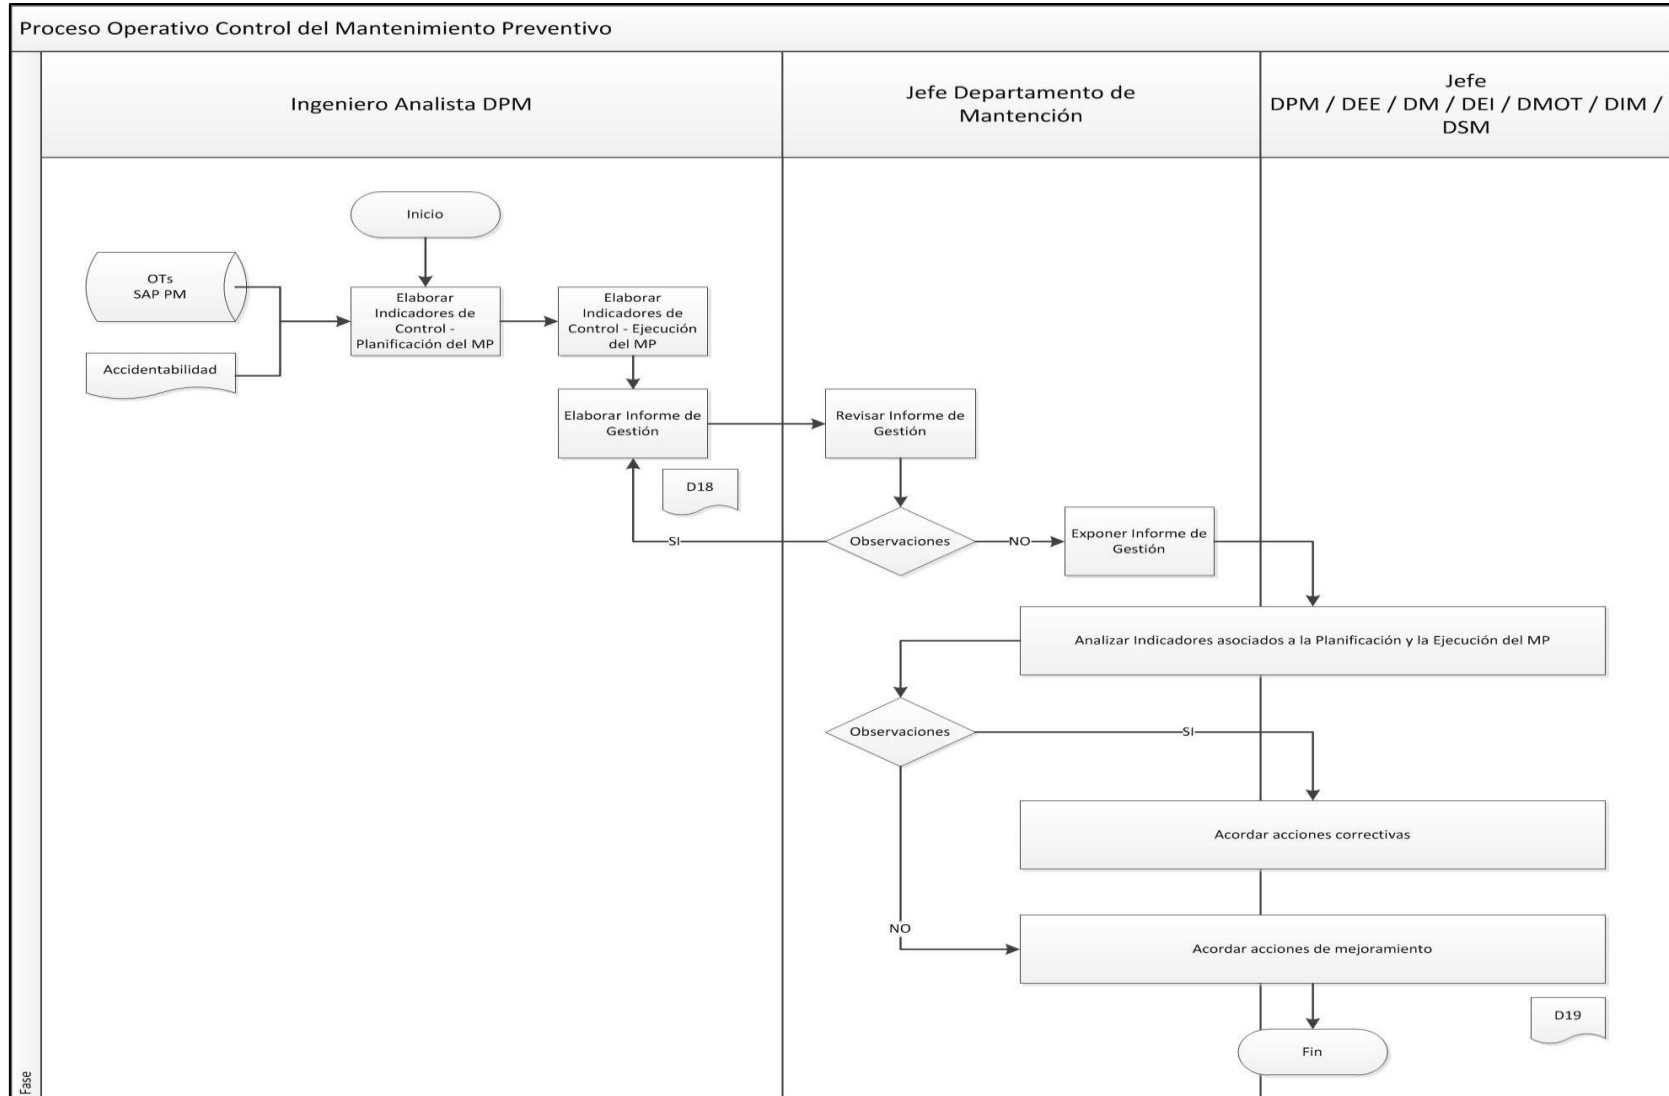 Proceso Operativo Control del Mantenimiento Preventivo
Fase
Ingeniero Analista DPM
Jefe Departamento de
Mantención
Jefe
DPM / DEE / DM / DEI / DMOT / DIM /
DSM
Inicio
OTs
SAP PM
Accidentabilidad
Elaborar
Indicadores de
Control -
Planificación del MP
Elaborar
Indicadores de
Control - Ejecución
del MP
Elaborar Informe de
Gestión
D18
Revisar Informe de
Gestión
Observaciones
SI
NO
Exponer Informe de
Gestión
Analizar Indicadores asociados a la Planificación y la Ejecución del MP
Observaciones
SI
Acordar acciones correctivas
NO
Acordar acciones de mejoramiento
D19
Fin